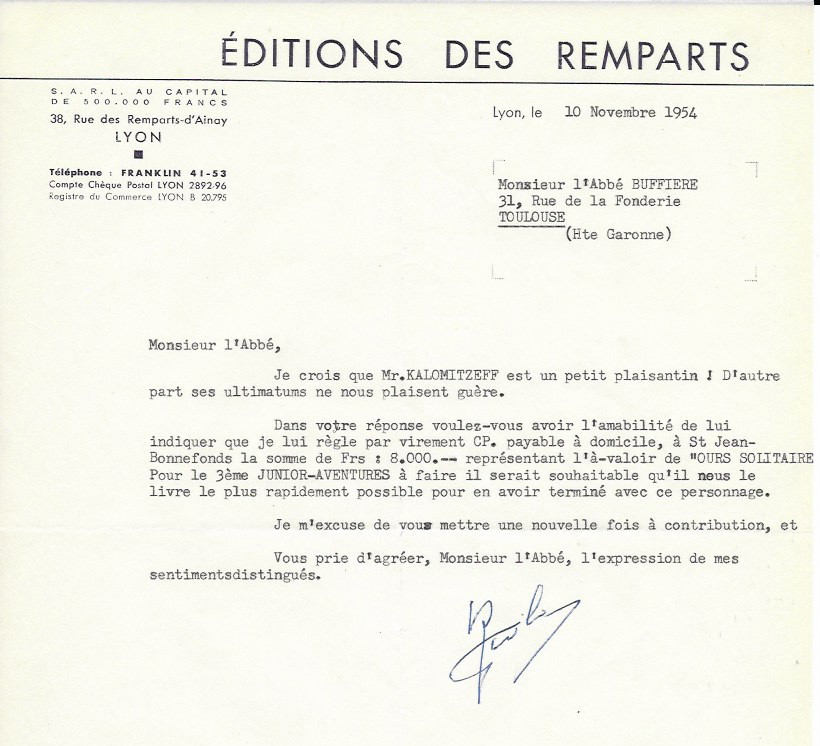 ÉDITIONS DES REMPARTS
S. A. R. L. AU CAPITAL
DE 500.000 FRANCS
38, Rue des Remparts-d'Ainay
LYON
Téléphone : FRANKLIN 41-53
Compte Chèque Postal LYON 2892-96
Registre du Commerce LYON B 20.795
Lyon, le 10 Novembre 1954
Monsieur l'Abbé BUFFIERE
31, Rue de la Fonderie
TOULOUSE
(Hte Garonne)
Monsieur l'Abbé,
Je crois que Mr.KALOMITZEFF est un petit plaisantin ! D'autre
part ses ultimatums ne nous plaisent guère.
Dans votre réponse voulez-vous avoir l'amabilité de lui
indiquer que je lui règle par virement CP. payable à domicile, à St Jean-
Bonnefonds la somme de Frs : 8.000.-- représentant l'à-valoir de "OURS SOLITAIRE
Pour le 3ème JUNIOR-AVENTURES à faire il serait souhaitable qu'il nous le
livre le plus rapidement possible pour en avoir terminé avec ce personnage.
Je m'excuse de vous mettre une nouvelle fois à contribution, et
Vous prie d'agréer, Monsieur l'Abbé, l'expression de mes
sentimentsdistingués.